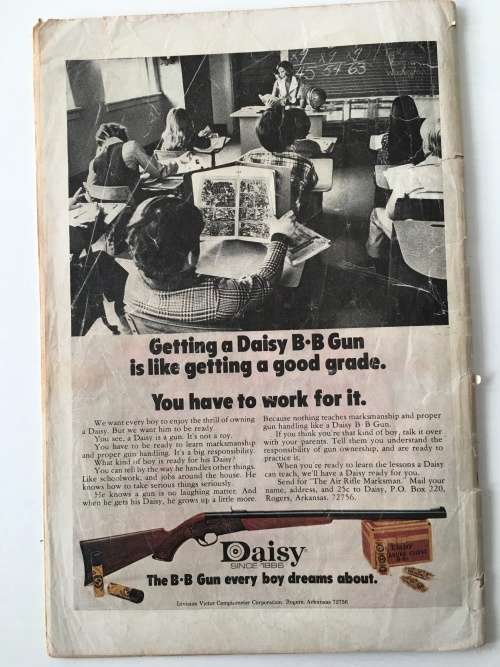 Getting a Daisy B·B Gun
is like getting a good grade.
You have to work for it.
We want every boy to enjoy the thrill of owning
a Daisy. But we want him to be ready.
You see, a Daisy is a gun. It's not a toy.
You have to be ready to learn marksmanship
and proper gun handling. It's a big responsibility.
What kind of boy is ready for his Daisy?
You can tell by the way he handles other things.
Like schoolwork, and jobs around the house. He
knows how to take serious things seriously.
He knows a gun is no laughing matter. And
when he gets his Daisy, he grows up a little more.
Because nothing teaches marksmanship and proper
gun handling like a Daisy B·B Gun.
If you think you're that kind of boy, talk it over
with your parents. Tell them you understand the
responsibility of gun ownership, and are ready to
practice it.
When you're ready to learn the lessons a Daisy
can teach, we'll have a Daisy ready for you.
Send for "The Air Rifle Marksman." Mail your
name, address, and 25¢ to Daisy, P.O. Box 220,
Rogers, Arkansas. 72756.
Daisy
SINCE 1886
The B·B Gun every boy dreams about.
Division Victor Comptometer Corporation, Rogers, Arkansas 72756